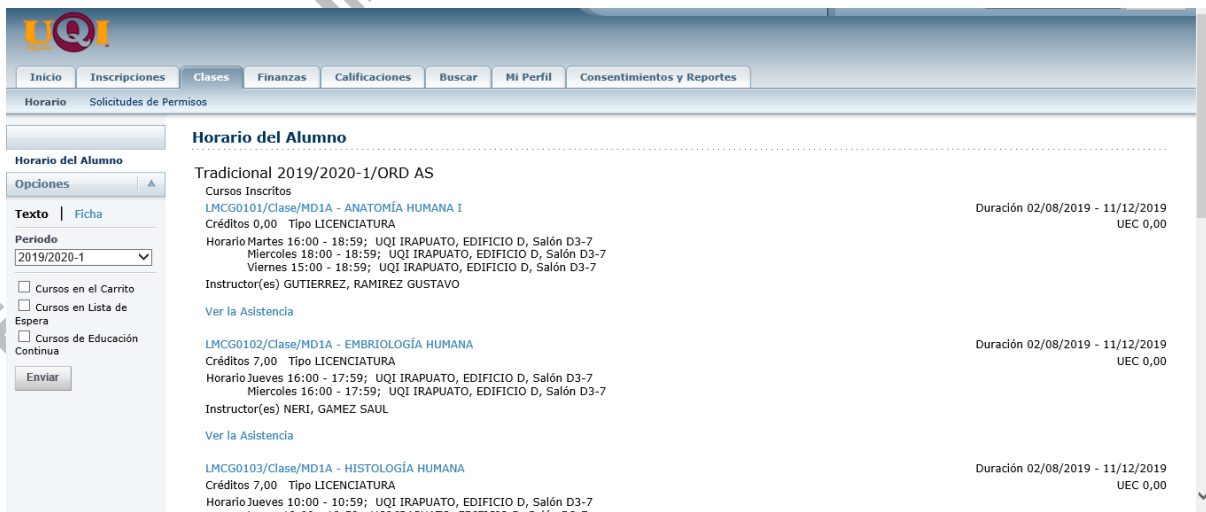 UQI
Inicio Inscripciones Clases Finanzas Calificaciones Buscar Mi Perfil Consentimientos y Reportes
Horario Solicitudes de Permisos
Horario del Alumno
Opciones
Texto | Ficha
Periodo
2019/2020-1
Cursos en el Carrito
Cursos en Lista de
Espera
Cursos de Educación
Continua
Enviar
Horario del Alumno
Tradicional 2019/2020-1/ORD AS
Cursos Inscritos
LMCG0101/Clase/MD1A - ANATOMÍA HUMANA I Duración 02/08/2019 - 11/12/2019
Créditos 0,00 Tipo LICENCIATURA UEC 0,00
Horario Martes 16:00 - 18:59; UQI IRAPUATO, EDIFICIO D, Salón D3-7
Miercoles 18:00 - 18:59; UQI IRAPUATO, EDIFICIO D, Salón D3-7
Viernes 15:00 - 18:59; UQI IRAPUATO, EDIFICIO D, Salón D3-7
Instructor(es) GUTIERREZ, RAMIREZ GUSTAVO
Ver la Asistencia
LMCG0102/Clase/MD1A - EMBRIOLOGÍA HUMANA Duración 02/08/2019 - 11/12/2019
Créditos 7,00 Tipo LICENCIATURA UEC 0,00
Horario Jueves 16:00 - 17:59; UQI IRAPUATO, EDIFICIO D, Salón D3-7
Miercoles 16:00 - 17:59; UQI IRAPUATO, EDIFICIO D, Salón D3-7
Instructor(es) NERI, GAMEZ SAUL
Ver la Asistencia
LMCG0103/Clase/MD1A - HISTOLOGÍA HUMANA Duración 02/08/2019 - 11/12/2019
Créditos 7,00 Tipo LICENCIATURA UEC 0,00
Horario Jueves 10:00 - 10:59; UQI IRAPUATO, EDIFICIO D, Salón D3-7